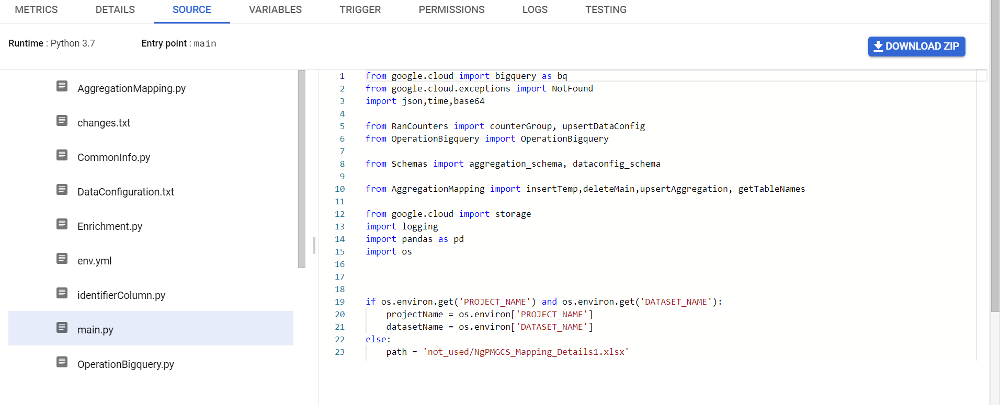 METRICS DETAILS SOURCE VARIABLES TRIGGER PERMISSIONS LOGS TESTING
Runtime : Python 3.7 Entry point : main
DOWNLOAD ZIP
AggregationMapping.py
changes.txt
CommonInfo.py
DataConfiguration.txt
Enrichment.py
env.yml
identifierColumn.py
main.py
OperationBigquery.py
1 from google.cloud import bigquery as bq
2 from google.cloud.exceptions import NotFound
3 import json,time,base64
4
5 from RanCounters import counterGroup, upsertDataConfig
6 from OperationBigquery import OperationBigquery
7
8 from Schemas import aggregation_schema, dataconfig_schema
9
10 from AggregationMapping import insertTemp,deleteMain,upsertAggregation, getTableNames
11
12 from google.cloud import storage
13 import logging
14 import pandas as pd
15 import os
16
17
18
19 if os.environ.get('PROJECT_NAME') and os.environ.get('DATASET_NAME'):
20     projectName = os.environ['PROJECT_NAME']
21     datasetName = os.environ['DATASET_NAME']
22 else:
23     path = 'not_used/NgPMGCS_Mapping_Details1.xlsx'